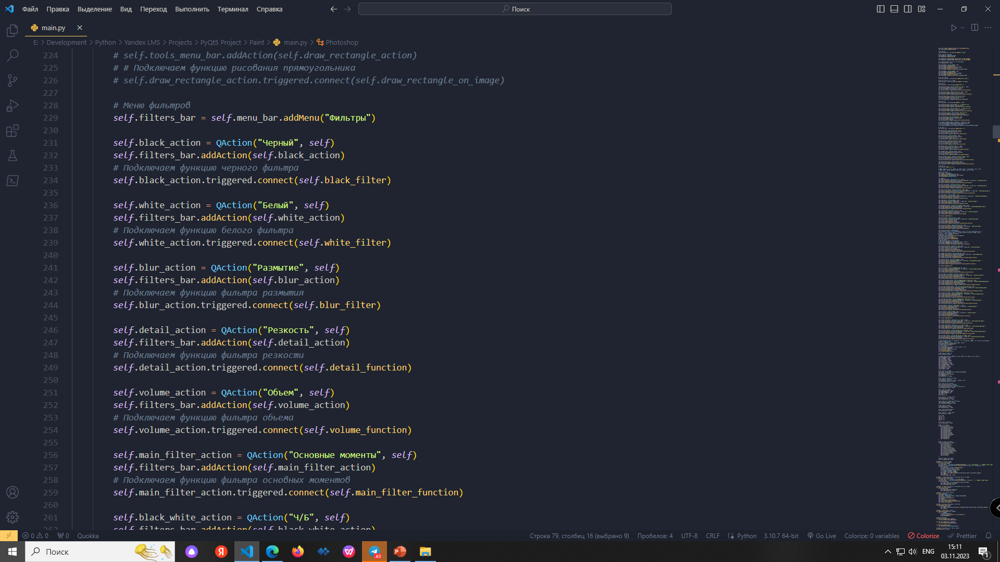 Файл Правка Выделение Вид Переход Выполнить Терминал Справка
Поиск
main.py
E: > Development > Python > Yandex LMS > Projects > PyQt5 Project > Paint > main.py > Photoshop
224 # self.tools_menu_bar.addAction(self.draw_rectangle_action)
225 # # Подключаем функцию рисования прямоугольника
226 # self.draw_rectangle_action.triggered.connect(self.draw_rectangle_on_image)
227
228 # Меню фильтров
229 self.filters_bar = self.menu_bar.addMenu("Фильтры")
230
231 self.black_action = QAction("Черный", self)
232 self.filters_bar.addAction(self.black_action)
233 # Подключаем функцию черного фильтра
234 self.black_action.triggered.connect(self.black_filter)
235
236 self.white_action = QAction("Белый", self)
237 self.filters_bar.addAction(self.white_action)
238 # Подключаем функцию белого фильтра
239 self.white_action.triggered.connect(self.white_filter)
240
241 self.blur_action = QAction("Размытие", self)
242 self.filters_bar.addAction(self.blur_action)
243 # Подключаем функцию фильтра размытия
244 self.blur_action.triggered.connect(self.blur_filter)
245
246 self.detail_action = QAction("Резкость", self)
247 self.filters_bar.addAction(self.detail_action)
248 # Подключаем функцию фильтра резкости
249 self.detail_action.triggered.connect(self.detail_function)
250
251 self.volume_action = QAction("Объем", self)
252 self.filters_bar.addAction(self.volume_action)
253 # Подключаем функцию фильтра обьема
254 self.volume_action.triggered.connect(self.volume_function)
255
256 self.main_filter_action = QAction("Основные моменты", self)
257 self.filters_bar.addAction(self.main_filter_action)
258 # Подключаем функцию фильтра основных моментов
259 self.main_filter_action.triggered.connect(self.main_filter_function)
260
261 self.black_white_action = QAction("Ч/Б", self)
262 self.filters_bar.addAction(self.black_white_action)
0 0 0 Quokka Строка 79, столбец 16 (выбрано 9) Пробелов: 4 UTF-8 CRLF Python 3.10.7 64-bit Go Live Colorize: 0 variables Colorize Prettier
Поиск
.60
ENG
15:11
03.11.2023
1